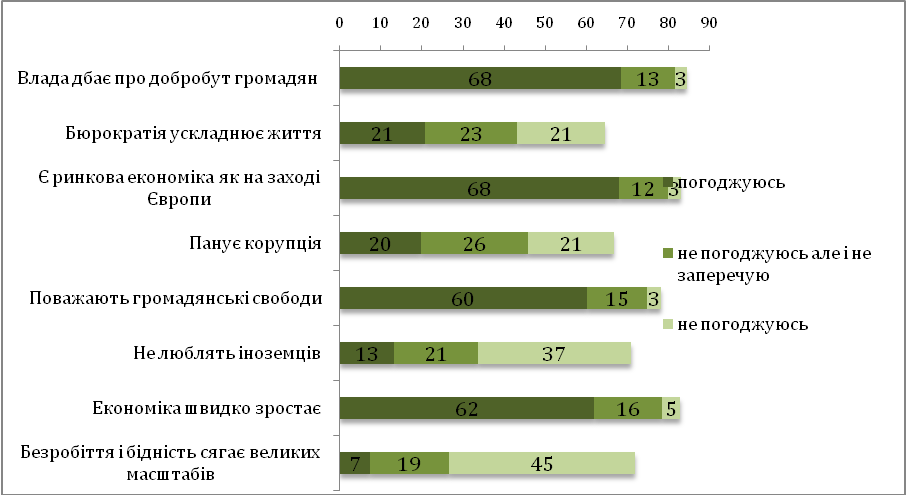 0 10 20 30 40 50 60 70 80 90
Влада дбає про добробут громадян
68 13 3
Бюрократія ускладнює життя
21 23 21
Є ринкова економіка як на заході
Європи
68 12 3
Панує корупція
20 26 21
Поважають громадянські свободи
60 15 3
Не люблять іноземців
13 21 37
Економіка швидко зростає
62 16 5
Безробіття і бідність сягає великих
масштабів
7 19 45
погоджуюсь
не погоджуюсь але і не
заперечую
не погоджуюсь